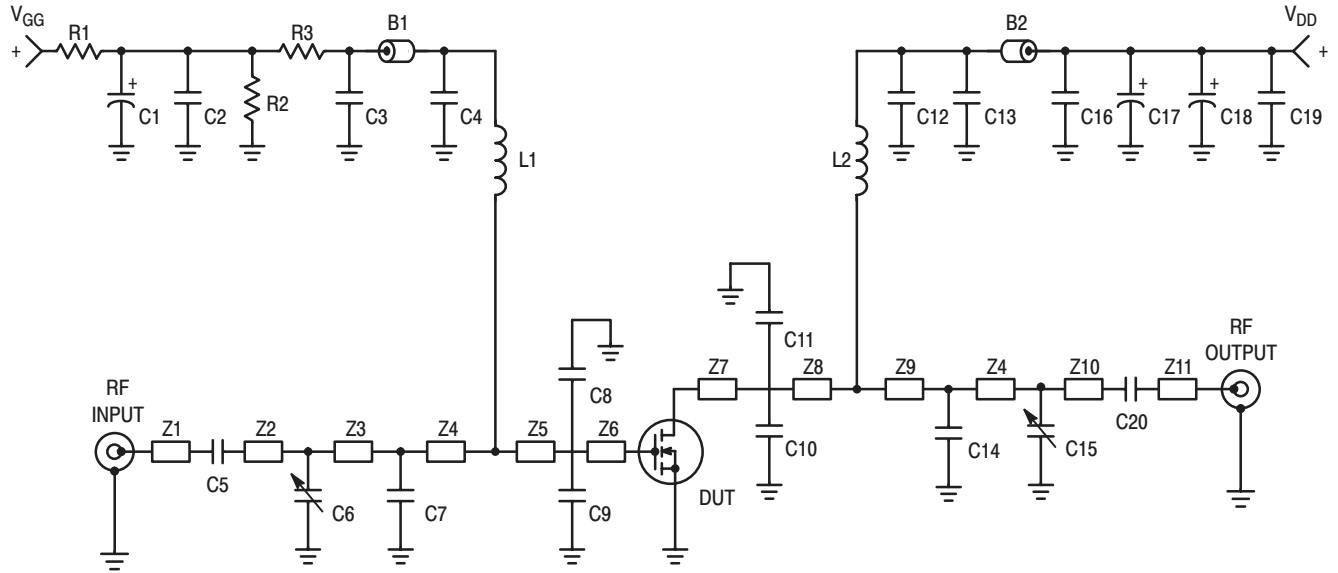 VGG
+
R1
R3
B1
+
C1
C2
R2
C3
C4
L1
VDD
+
B2
C12
C13
C16
+
C17
+
C18
C19
L2
C11
RF
OUTPUT
Z7
Z8
Z9
Z4
Z10
Z11
C20
C10
C14
C15
C8
RF
INPUT
Z1
Z2
Z3
Z4
Z5
Z6
C5
C6
C7
C9
DUT